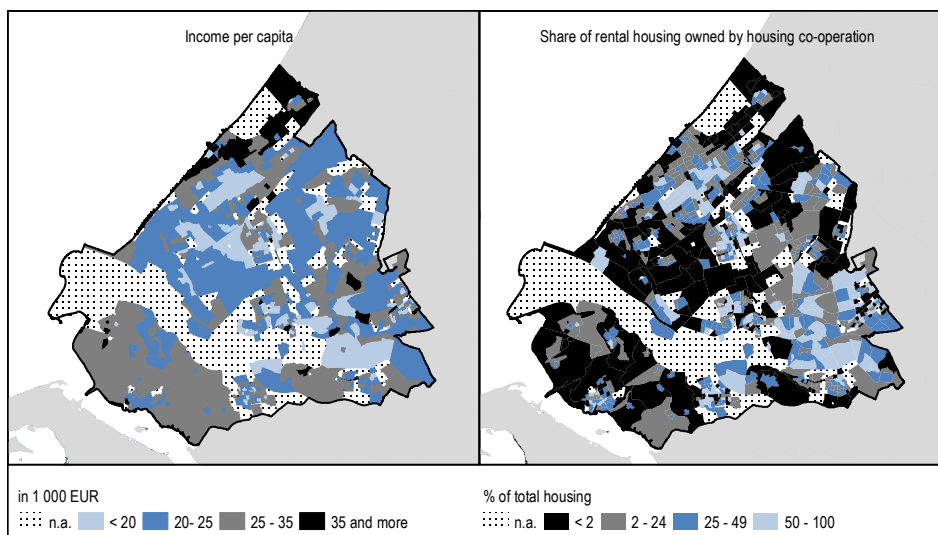 Income per capita
Share of rental housing owned by housing co-operation
in 1 000 EUR
n.a. < 20 20- 25 25 - 35 35 and more
% of total housing
n.a. < 2 2 - 24 25 - 49 50 - 100